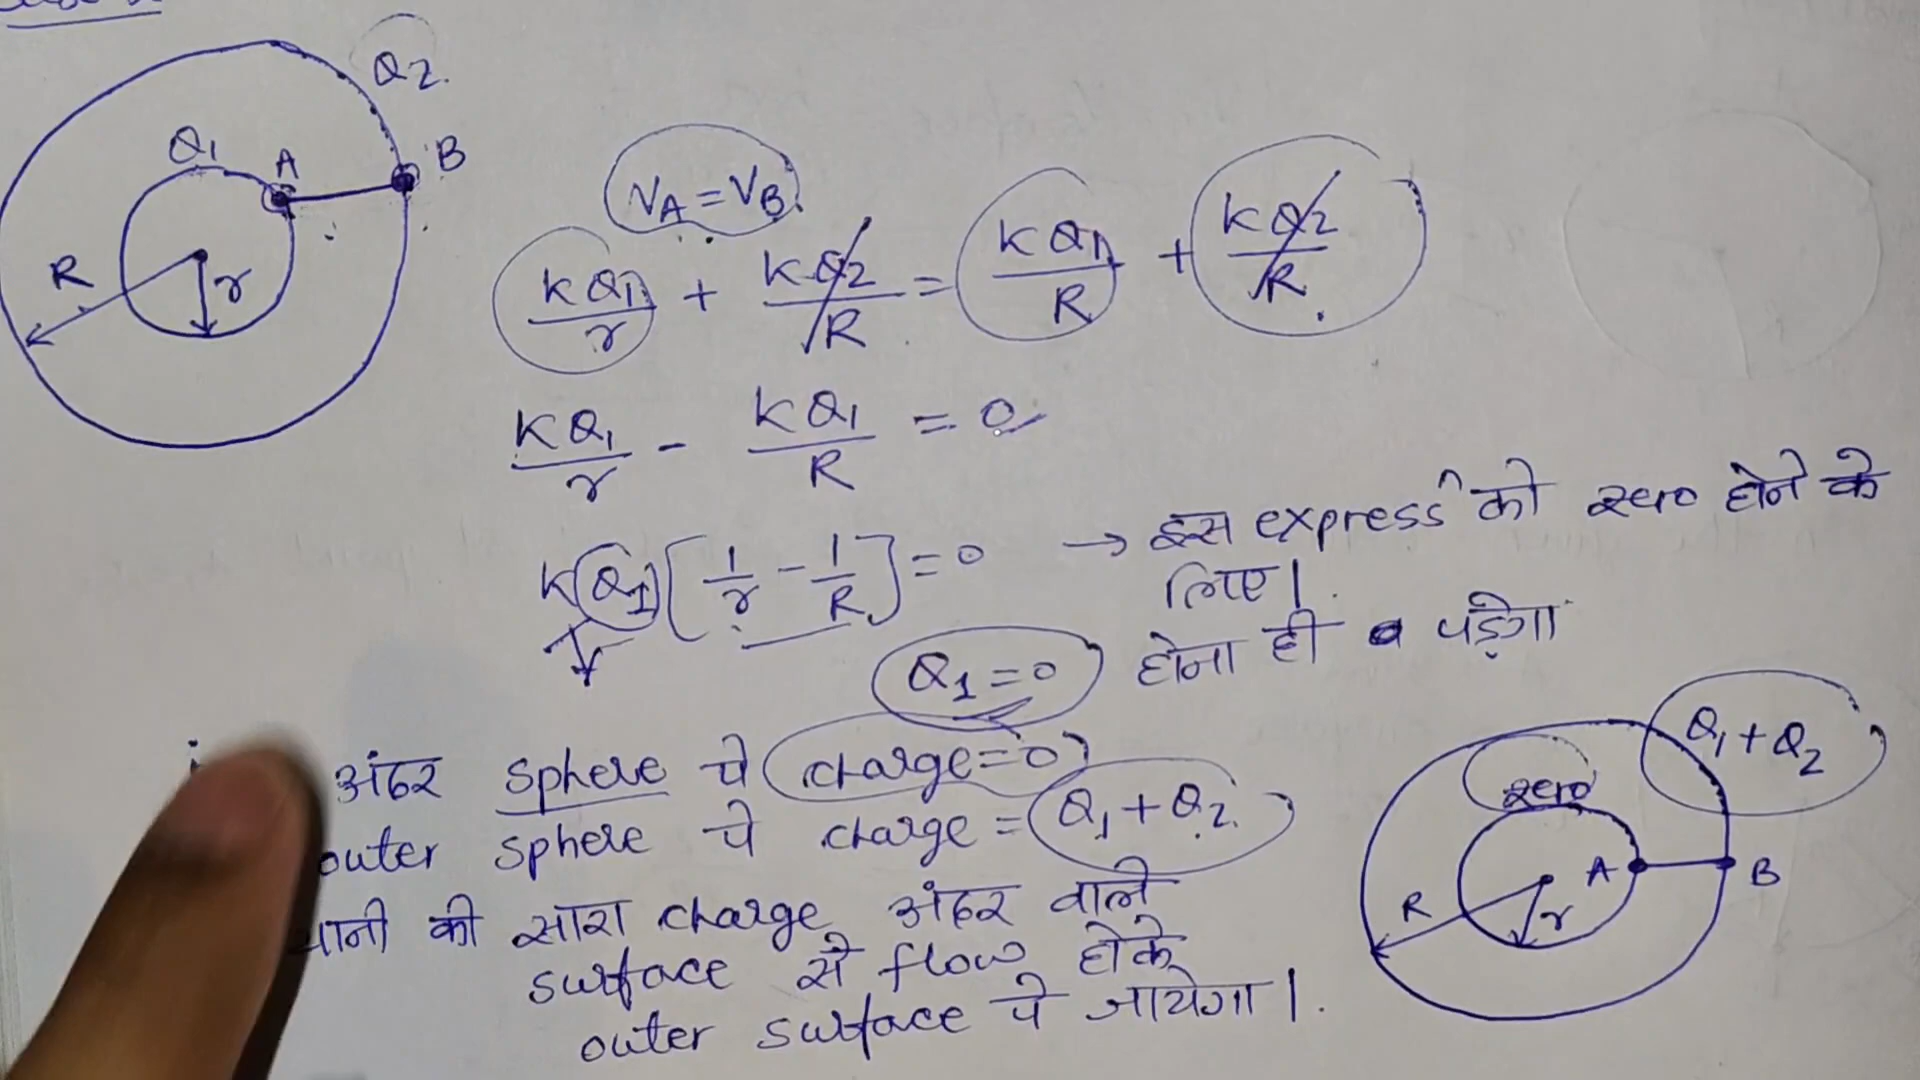 Q2.
Q1 A B
R r
VA = VB.
KQ1/r + KQ2/R = KQ1/R + KQ2/R
KQ1/r - KQ1/R = 0
KQ1[1/r - 1/R] = 0 → इस express^n को zero होने के
लिए।
Q1=0 होना ही पड़ेगा
अंदर sphere पे charge=0
outer sphere पे charge = Q1 + Q2.
यानी की सारा charge अंदर वाले
surface से flow होके
outer surface पे जायेगा।.
Q1+Q2
zero
A B
R r